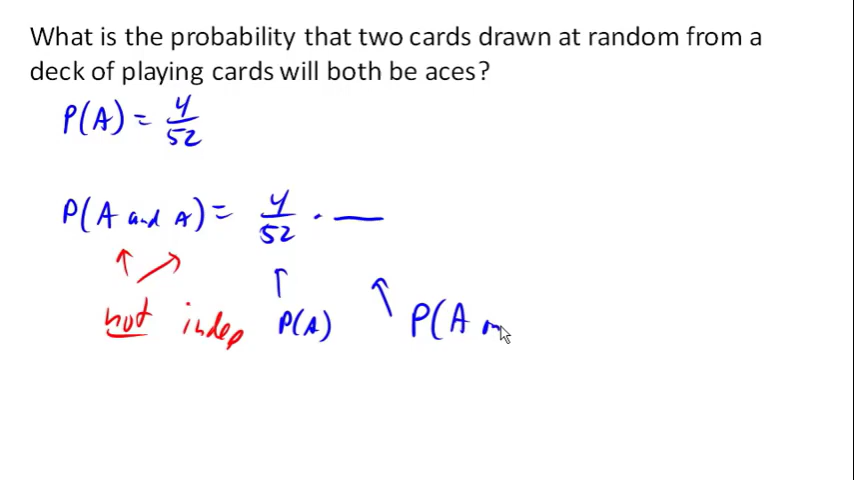 What is the probability that two cards drawn at random from a
deck of playing cards will both be aces?
P(A) = 4/52
P(A and A) = 4/52 · __
not indep P(A) P(A